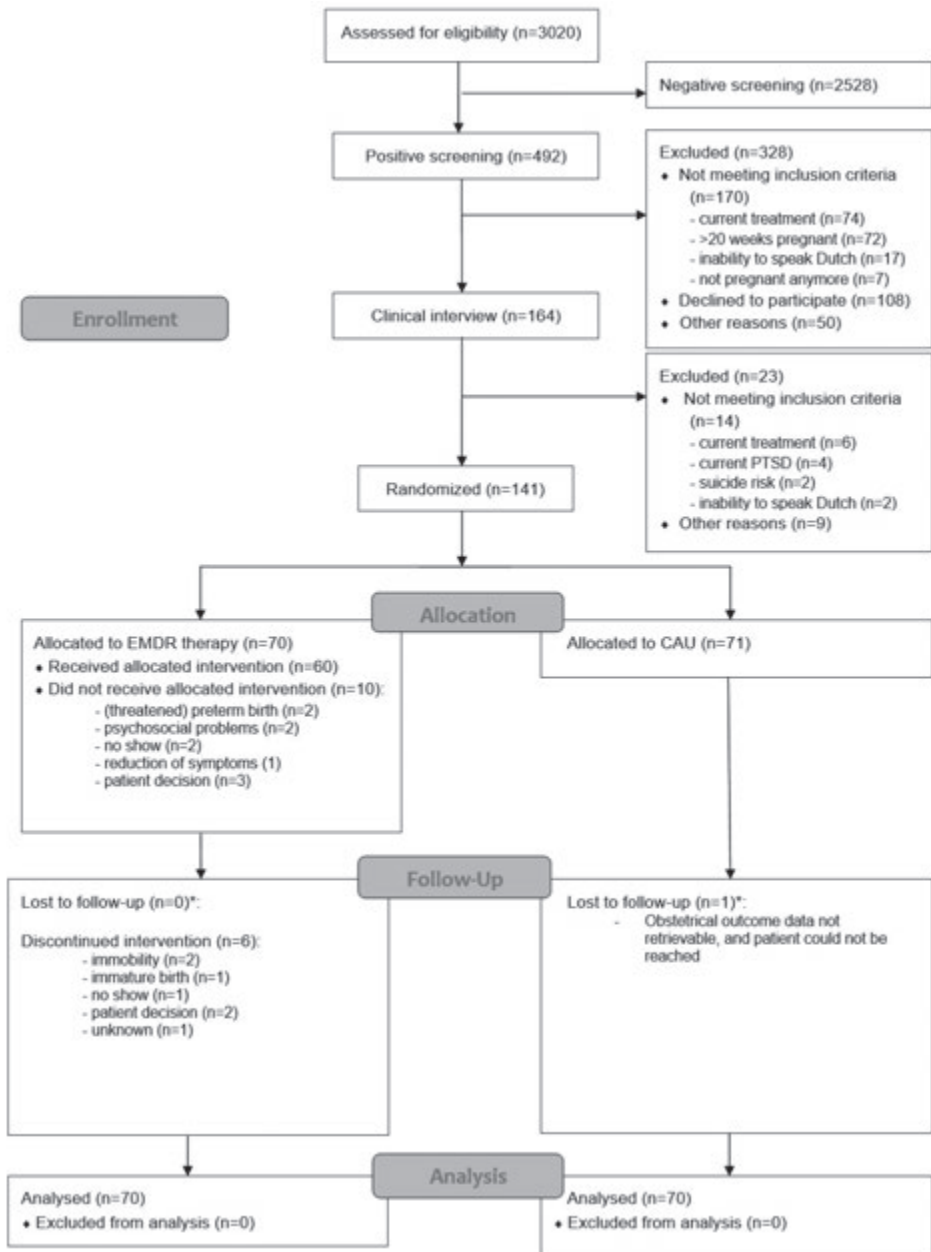 Assessed for eligibility (n=3020)
Negative screening (n=2528)
Positive screening (n=492)
Excluded (n=328)
⬥ Not meeting inclusion criteria
(n=170)
- current treatment (n=74)
- >20 weeks pregnant (n=72)
- inability to speak Dutch (n=17)
- not pregnant anymore (n=7)
⬥ Declined to participate (n=108)
⬥ Other reasons (n=50)
Enrollment
Clinical interview (n=164)
Excluded (n=23)
⬥ Not meeting inclusion criteria
(n=14)
- current treatment (n=6)
- current PTSD (n=4)
- suicide risk (n=2)
- inability to speak Dutch (n=2)
⬥ Other reasons (n=9)
Randomized (n=141)
Allocation
Allocated to EMDR therapy (n=70)
⬥ Received allocated intervention (n=60)
⬥ Did not receive allocated intervention (n=10):
- (threatened) preterm birth (n=2)
- psychosocial problems (n=2)
- no show (n=2)
- reduction of symptoms (1)
- patient decision (n=3)
Allocated to CAU (n=71)
Follow-Up
Lost to follow-up (n=0)*:
Discontinued intervention (n=6):
- immobility (n=2)
- immature birth (n=1)
- no show (n=1)
- patient decision (n=2)
- unknown (n=1)
Lost to follow-up (n=1)*:
- Obstetrical outcome data not
retrievable, and patient could not be
reached
Analysis
Analysed (n=70)
⬥ Excluded from analysis (n=0)
Analysed (n=70)
⬥ Excluded from analysis (n=0)